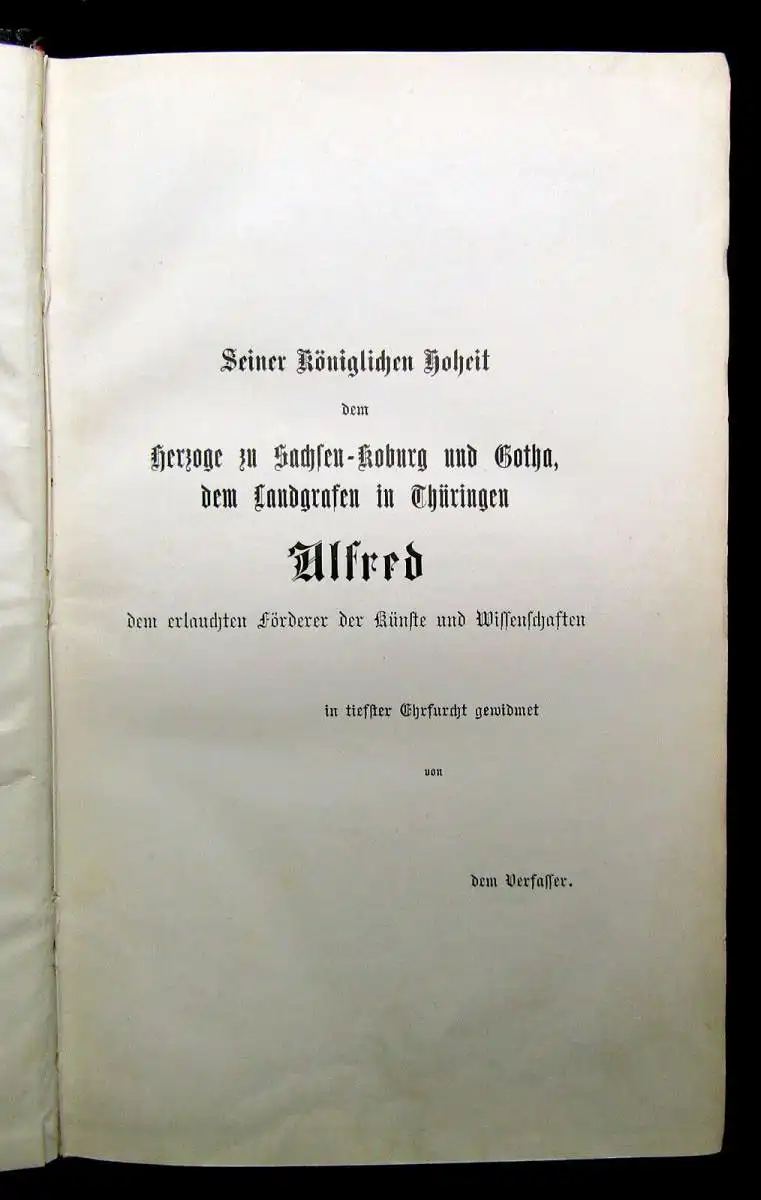 Seiner Königlichen Hoheit
dem
Herzoge zu Sachsen-Koburg und Gotha,
dem Landgrafen in Thüringen
Alfred
dem erlauchten Förderer der Künste und Wissenschaften
in tiefster Ehrfurcht gewidmet
von
dem Verfasser.